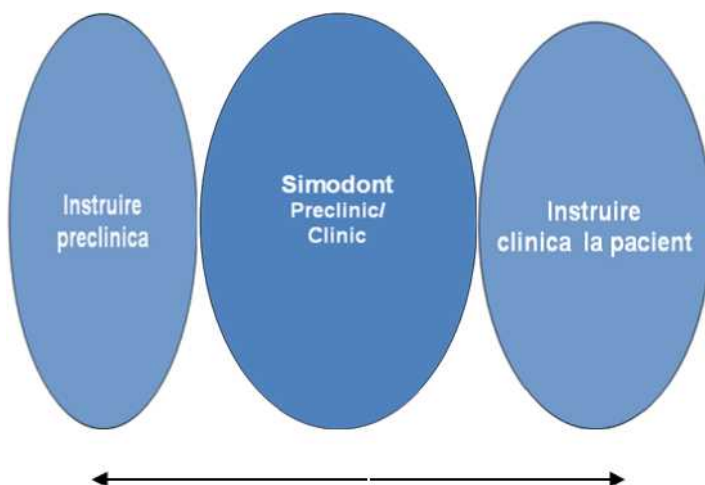 Instruire
preclinica
Simodont
Preclinic/
Clinic
Instruire
clinica la pacient